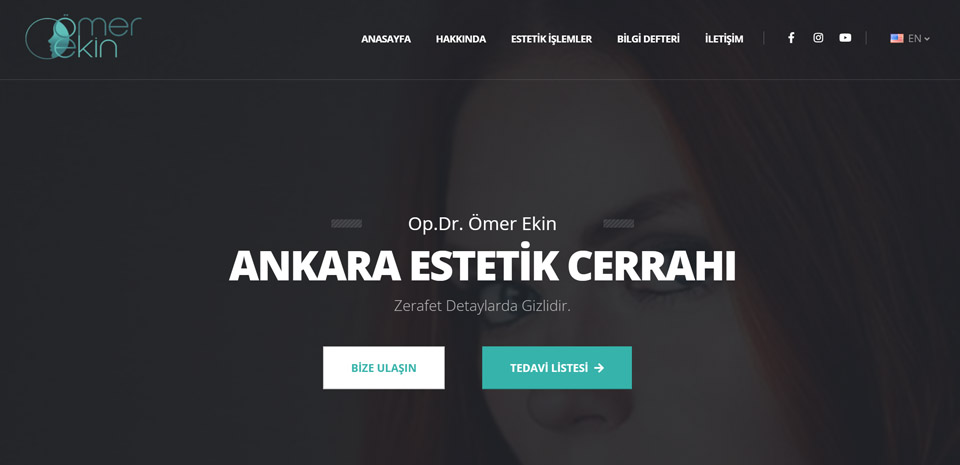 ömer
ekin
ANASAYFA HAKKINDA ESTETİK İŞLEMLER BİLGİ DEFTERİ İLETİŞİM EN
Op.Dr. Ömer Ekin
ANKARA ESTETİK CERRAHI
Zerafet Detaylarda Gizlidir.
BİZE ULAŞIN TEDAVİ LİSTESİ